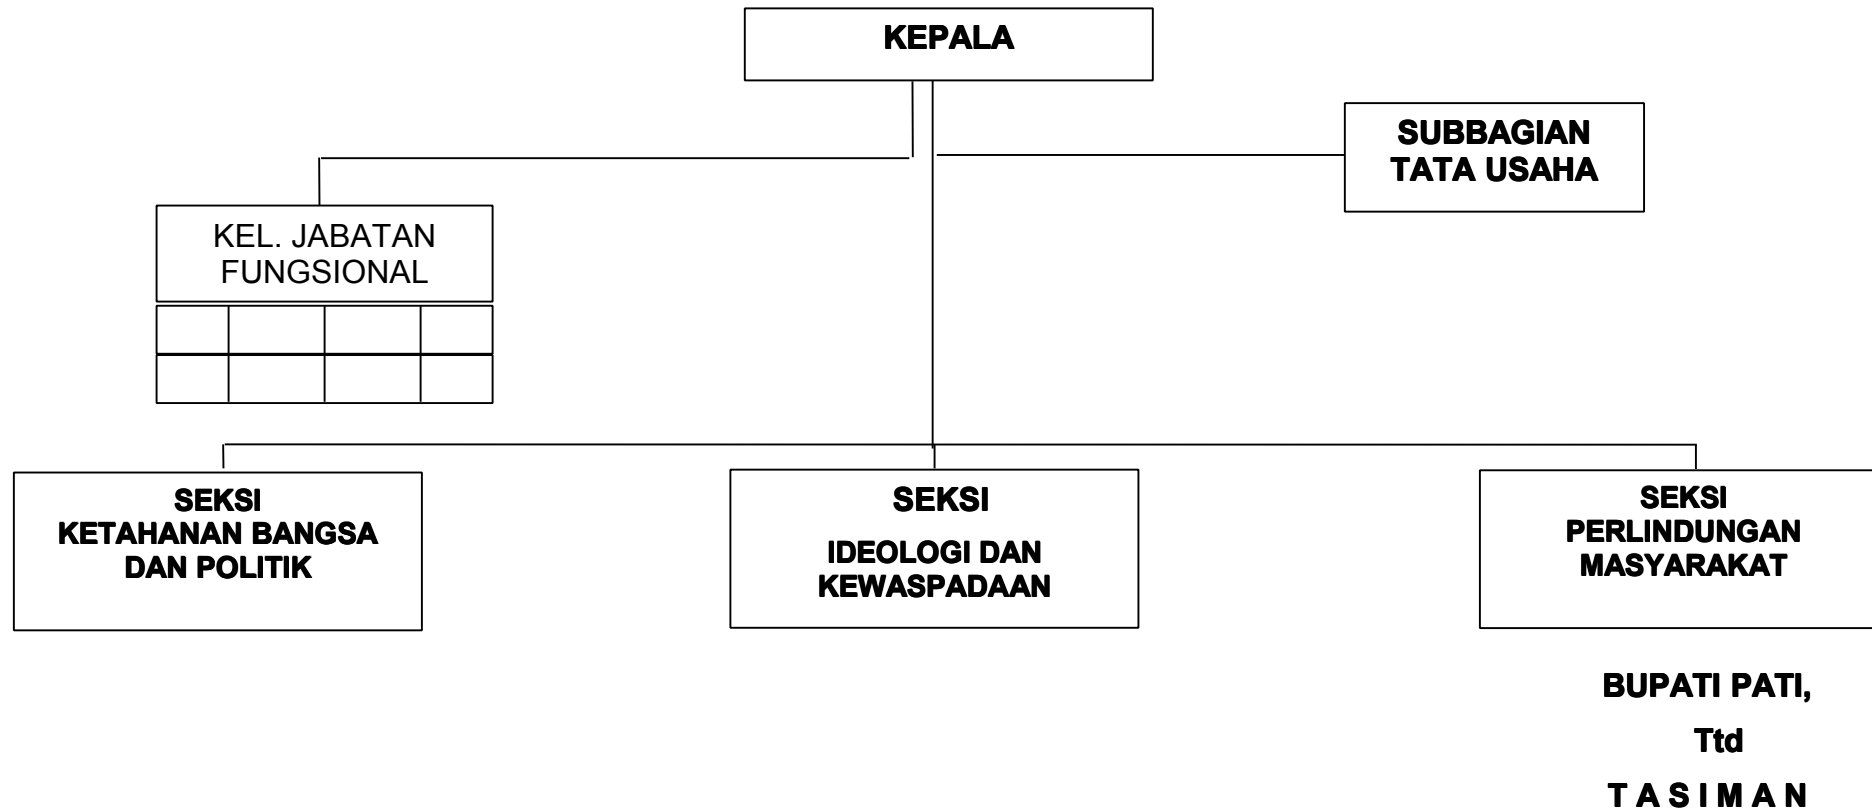 KEPALA
SUBBAGIAN
TATA USAHA
KEL. JABATAN
FUNGSIONAL
SEKSI
KETAHANAN BANGSA
DAN POLITIK
SEKSI
IDEOLOGI DAN
KEWASPADAAN
SEKSI
PERLINDUNGAN
MASYARAKAT
BUPATI PATI,
Ttd
T A S I M A N